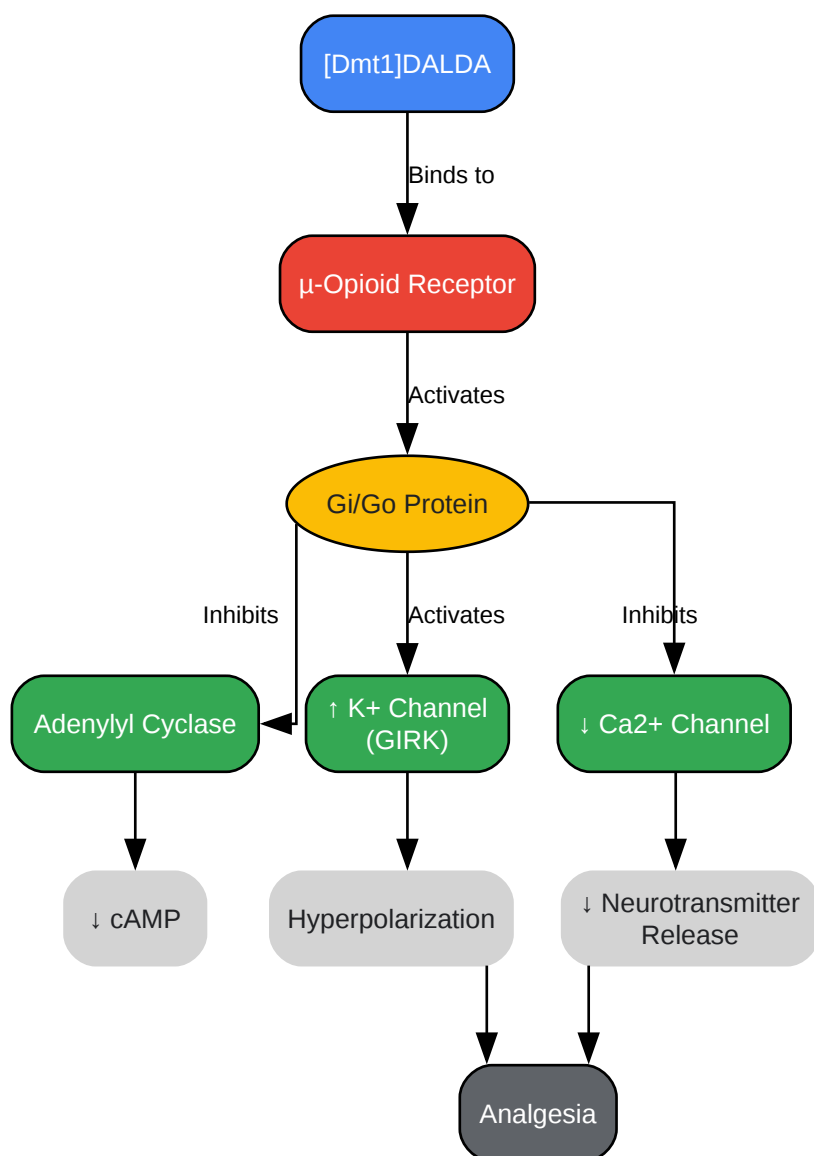 [Dmt1]DALDA
Binds to
µ-Opioid Receptor
Activates
Gi/Go Protein
Inhibits
Activates
Inhibits
Adenylyl Cyclase
↑ K+ Channel
(GIRK)
↓ Ca2+ Channel
↓ cAMP
Hyperpolarization
↓ Neurotransmitter
Release
Analgesia